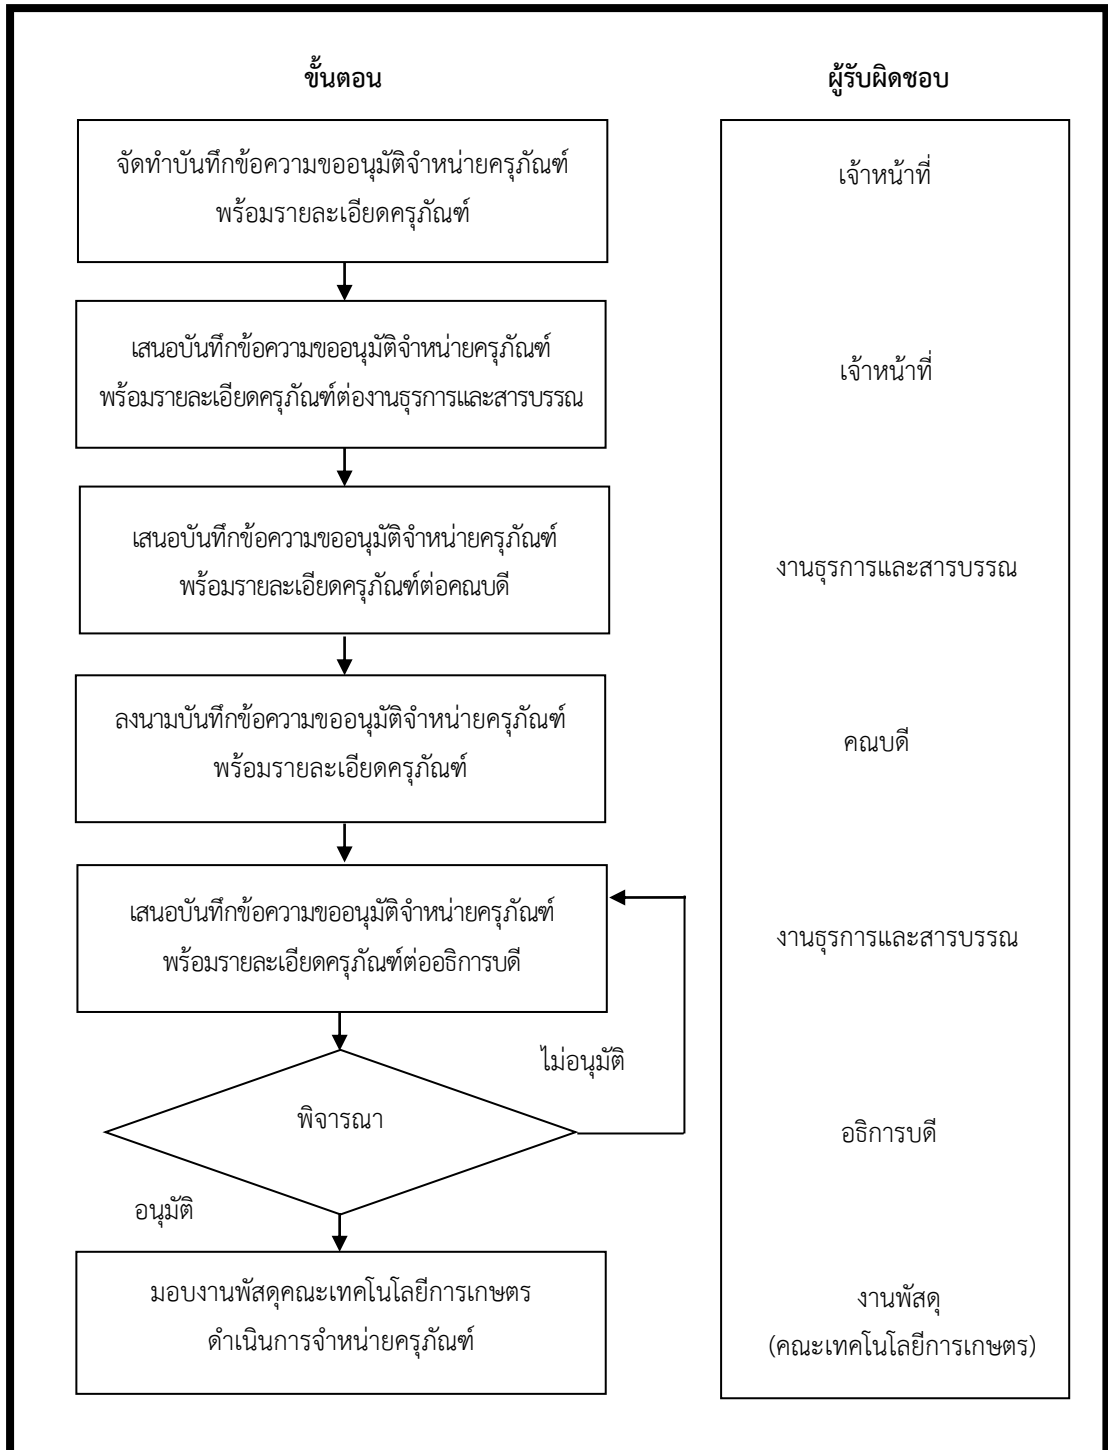 ขั้นตอน
ผู้รับผิดชอบ
จัดทำบันทึกข้อความขออนุมัติจำหน่ายครุภัณฑ์
พร้อมรายละเอียดครุภัณฑ์
เจ้าหน้าที่
เสนอบันทึกข้อความขออนุมัติจำหน่ายครุภัณฑ์
พร้อมรายละเอียดครุภัณฑ์ต่องานธุรการและสารบรรณ
เจ้าหน้าที่
เสนอบันทึกข้อความขออนุมัติจำหน่ายครุภัณฑ์
พร้อมรายละเอียดครุภัณฑ์ต่อคณบดี
งานธุรการและสารบรรณ
ลงนามบันทึกข้อความขออนุมัติจำหน่ายครุภัณฑ์
พร้อมรายละเอียดครุภัณฑ์
คณบดี
เสนอบันทึกข้อความขออนุมัติจำหน่ายครุภัณฑ์
พร้อมรายละเอียดครุภัณฑ์ต่ออธิการบดี
งานธุรการและสารบรรณ
ไม่อนุมัติ
พิจารณา
อธิการบดี
อนุมัติ
มอบงานพัสดุคณะเทคโนโลยีการเกษตร
ดำเนินการจำหน่ายครุภัณฑ์
งานพัสดุ
(คณะเทคโนโลยีการเกษตร)